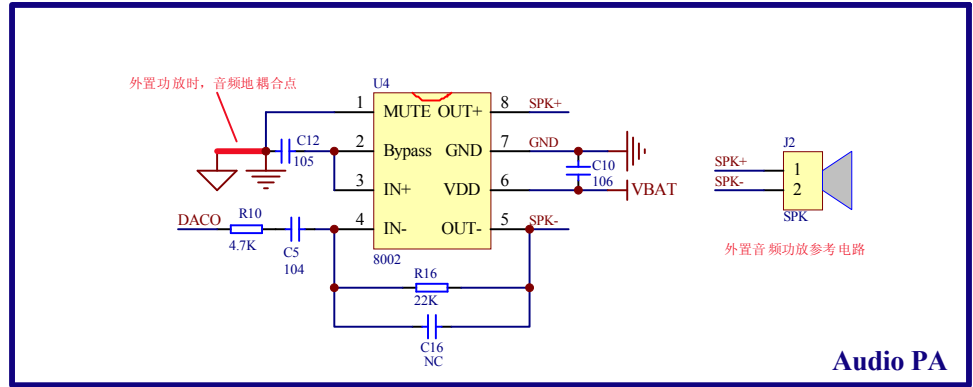 外置功放时，音频地耦合点
U4
1 MUTE OUT+ 8 SPK+
C12
105
2 Bypass GND 7 GND
C10
106
3 IN+ VDD 6 VBAT
DACO R10 4.7K
C5
104
4 IN- OUT- 5 SPK-
8002
R16
22K
C16
NC
J2
SPK+ 1
SPK- 2
SPK
外置音频功放参考电路
Audio PA